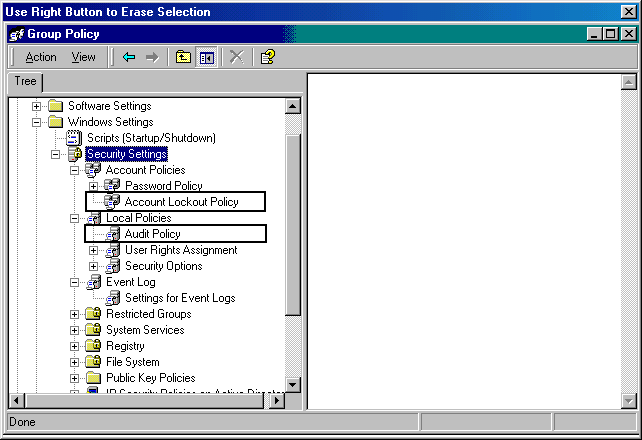 Use Right Button to Erase Selection
Group Policy
Action View
Tree
Software Settings
Windows Settings
Scripts (Startup/Shutdown)
Security Settings
Account Policies
Password Policy
Account Lockout Policy
Local Policies
Audit Policy
User Rights Assignment
Security Options
Event Log
Settings for Event Logs
Restricted Groups
System Services
Registry
File System
Public Key Policies
IP Security Policies on Active Director
Done